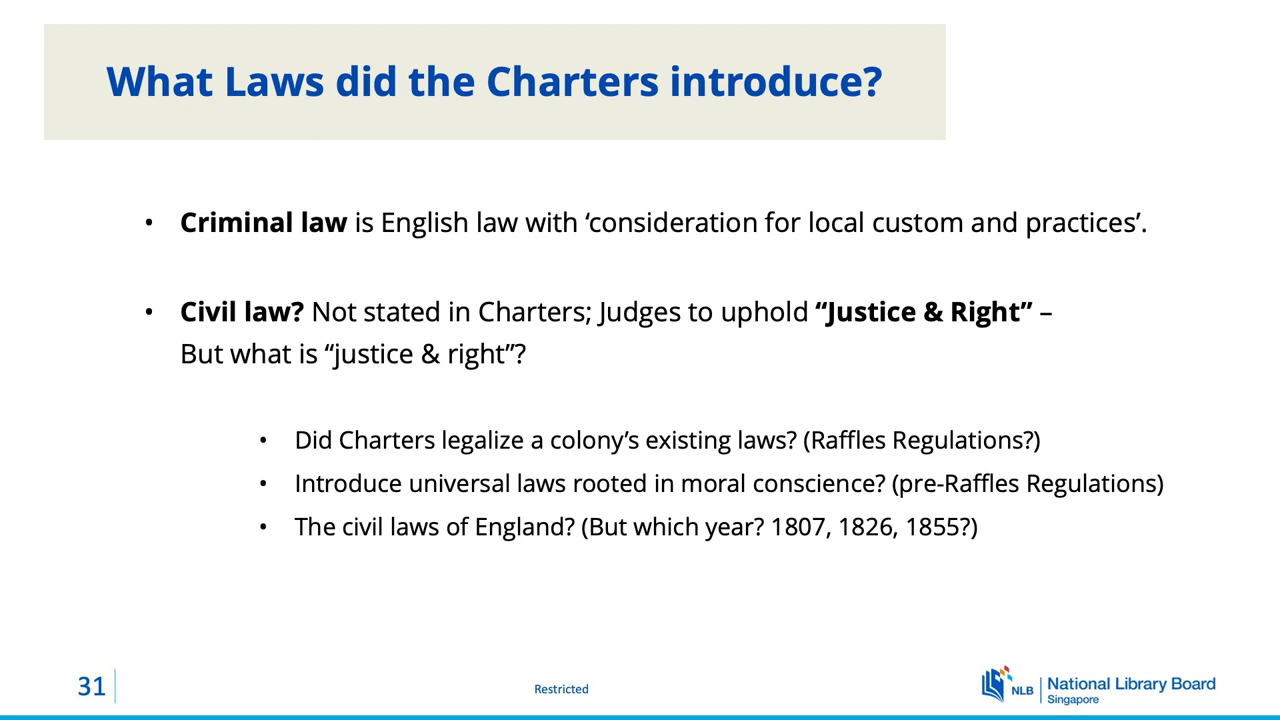 What Laws did the Charters introduce?
• Criminal law is English law with ‘consideration for local custom and practices’.
• Civil law? Not stated in Charters; Judges to uphold “Justice & Right” –
But what is “justice & right”?
• Did Charters legalize a colony’s existing laws? (Raffles Regulations?)
• Introduce universal laws rooted in moral conscience? (pre-Raffles Regulations)
• The civil laws of England? (But which year? 1807, 1826, 1855?)
31
Restricted
NLB
National Library Board
Singapore